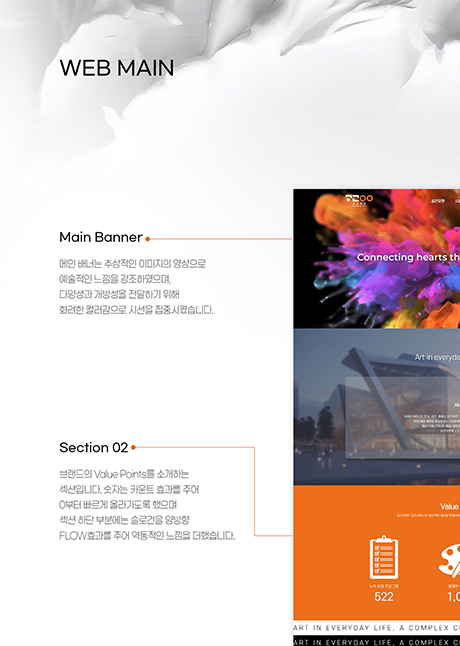 WEB MAIN
Main Banner
메인 배너는 추상적인 이미지의 영상으로
예술적인 느낌을 강조하였으며,
다양성과 개방성을 전달하기 위해
화려한 컬러감으로 시선을 집중시켰습니다.
Connecting hearts th
Art in everyday
Section 02
브랜드의 Value Points를 소개하는
섹션입니다. 숫자는 카운트 효과를 주어
0부터 빠르게 올라가도록 했으며
섹션 하단 부분에는 슬로건을 양방향
FLOW효과를 주어 역동적인 느낌을 더했습니다.
Value
522
1,0
ART IN EVERYDAY LIFE, A COMPLEX CU
ART IN EVERYDAY LIFE, A COMPLEX CU